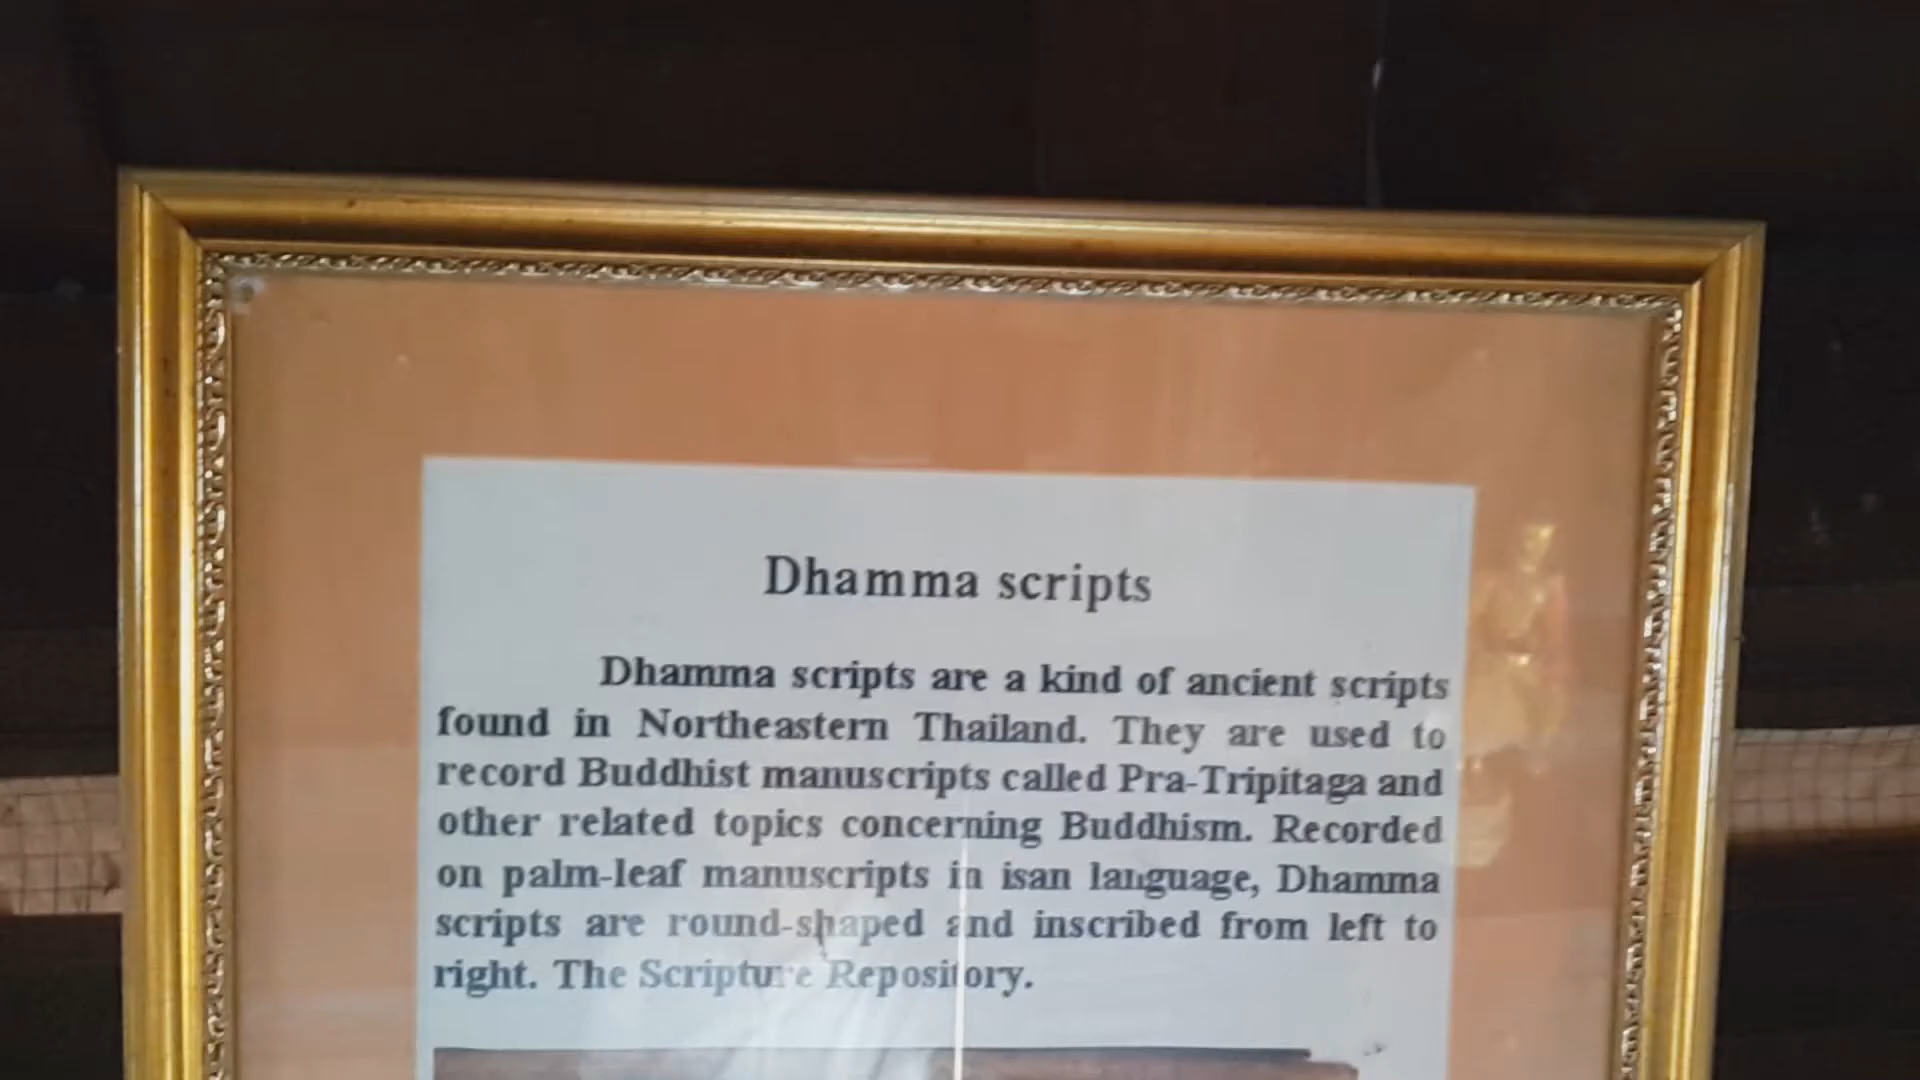 Dhamma scripts
Dhamma scripts are a kind of ancient scripts
found in Northeastern Thailand. They are used to
record Buddhist manuscripts called Pra-Tripitaga and
other related topics concerning Buddhism. Recorded
on palm-leaf manuscripts in isan language, Dhamma
scripts are round-shaped and inscribed from left to
right. The Scripture Repository.